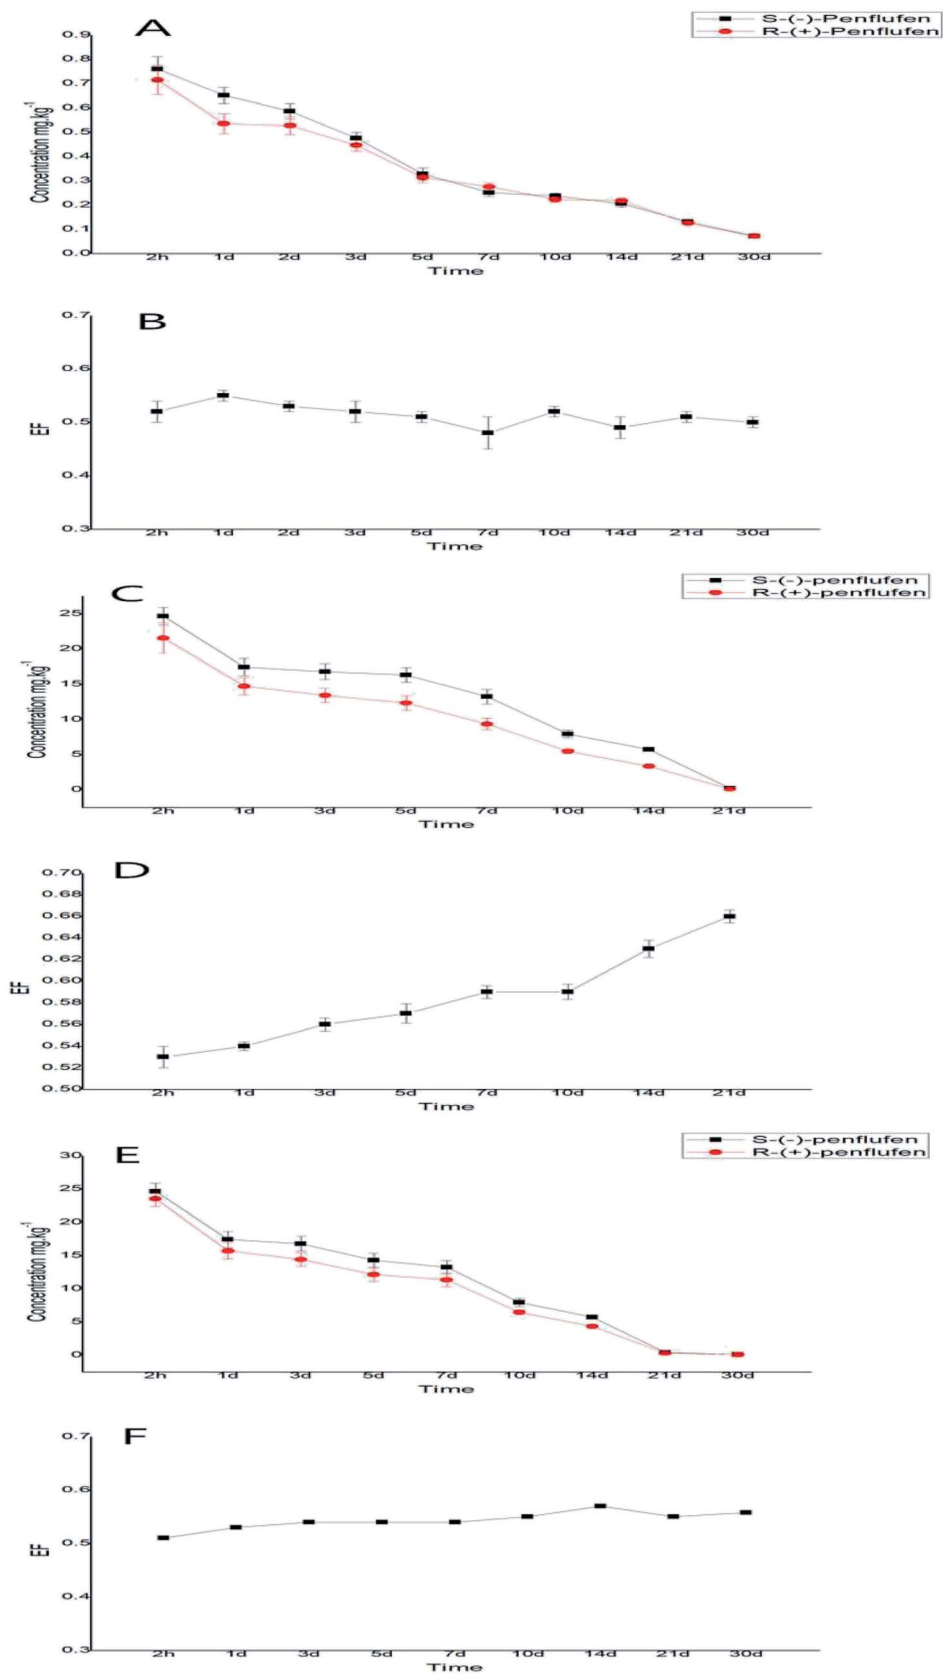 A
S-(-)-Penflufen
R-(+)-Penflufen
Concentration mg.kg-1
0.9
0.8
0.7
0.6
0.5
0.4
0.3
0.2
0.1
0.0
2h 1d 2d 3d 5d 7d 10d 14d 21d 30d
Time
B
EF
0.7
0.6
0.5
0.4
0.3
2h 1d 2d 3d 5d 7d 10d 14d 21d 30d
Time
C
S-(-)-penflufen
R-(+)-penflufen
Concentration mg.kg-1
25
20
15
10
5
0
2h 1d 3d 5d 7d 10d 14d 21d
Time
D
EF
0.70
0.68
0.66
0.64
0.62
0.60
0.58
0.56
0.54
0.52
0.50
2h 1d 3d 5d 7d 10d 14d 21d
Time
E
S-(-)-penflufen
R-(+)-penflufen
Concentration mg.kg-1
30
25
20
15
10
5
0
2h 1d 3d 5d 7d 10d 14d 21d 30d
Time
F
EF
0.7
0.6
0.5
0.4
0.3
2h 1d 3d 5d 7d 10d 14d 21d 30d
Time